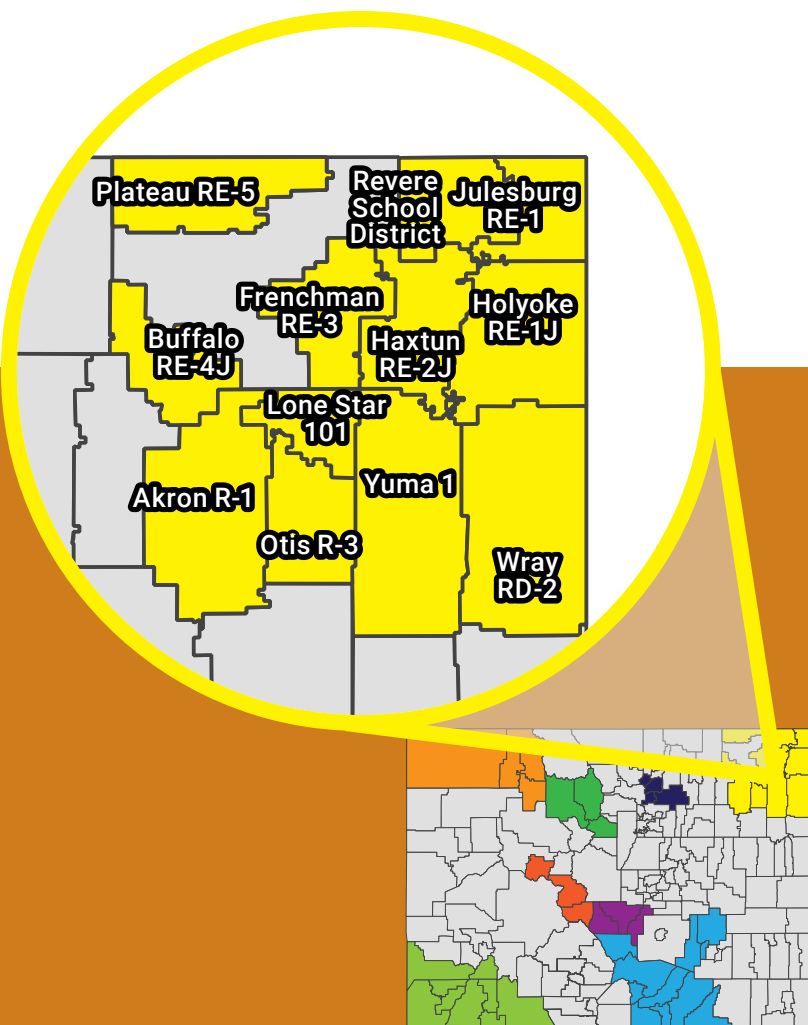 Plateau RE-5
Revere
School
District
Julesburg
RE-1
Frenchman
RE-3
Holyoke
RE-1J
Buffalo
RE-4J
Haxtun
RE-2J
Lone Star
101
Yuma 1
Akron R-1
Otis R-3
Wray
RD-2